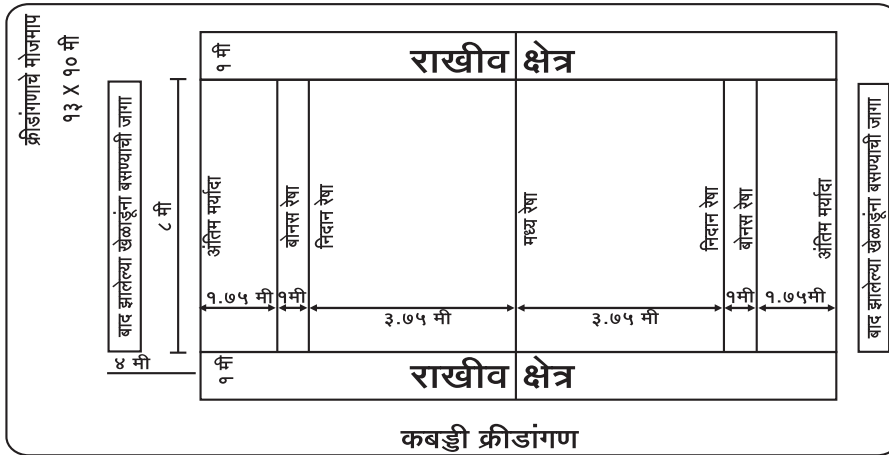 क्रीडांगणाचे मोजमाप
१३ X १० मी
१ मी
राखीव क्षेत्र
बाद झालेल्या खेळाडूंना बसण्याची जागा
८ मी
अंतिम मर्यादा
बोनस रेषा
निदान रेषा
मध्य रेषा
निदान रेषा
बोनस रेषा
अंतिम मर्यादा
बाद झालेल्या खेळाडूंना बसण्याची जागा
१.७५ मी १मी ३.७५ मी ३.७५ मी १मी १.७५मी
४ मी
१ मी
राखीव क्षेत्र
कबड्डी क्रीडांगण